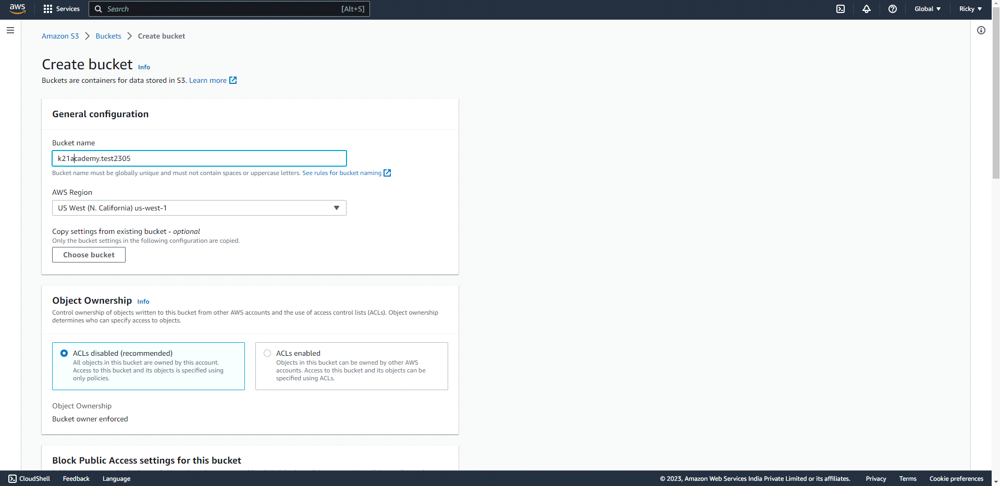 aws
Services
Search
[Alt+S]
Global
Ricky
Amazon S3
Buckets
Create bucket
Create bucket Info
Buckets are containers for data stored in S3. Learn more
General configuration
Bucket name
k21academy.test2305
Bucket name must be globally unique and must not contain spaces or uppercase letters. See rules for bucket naming
AWS Region
US West (N. California) us-west-1
Copy settings from existing bucket - optional
Only the bucket settings in the following configuration are copied.
Choose bucket
Object Ownership Info
Control ownership of objects written to this bucket from other AWS accounts and the use of access control lists (ACLs). Object ownership
determines who can specify access to objects.
ACLs disabled (recommended)
All objects in this bucket are owned by this account.
Access to this bucket and its objects is specified using
only policies.
ACLs enabled
Objects in this bucket can be owned by other AWS
accounts. Access to this bucket and its objects can be
specified using ACLs.
Object Ownership
Bucket owner enforced
Block Public Access settings for this bucket
CloudShell
Feedback
Language
© 2023, Amazon Web Services India Private Limited or its affiliates.
Privacy
Terms
Cookie preferences